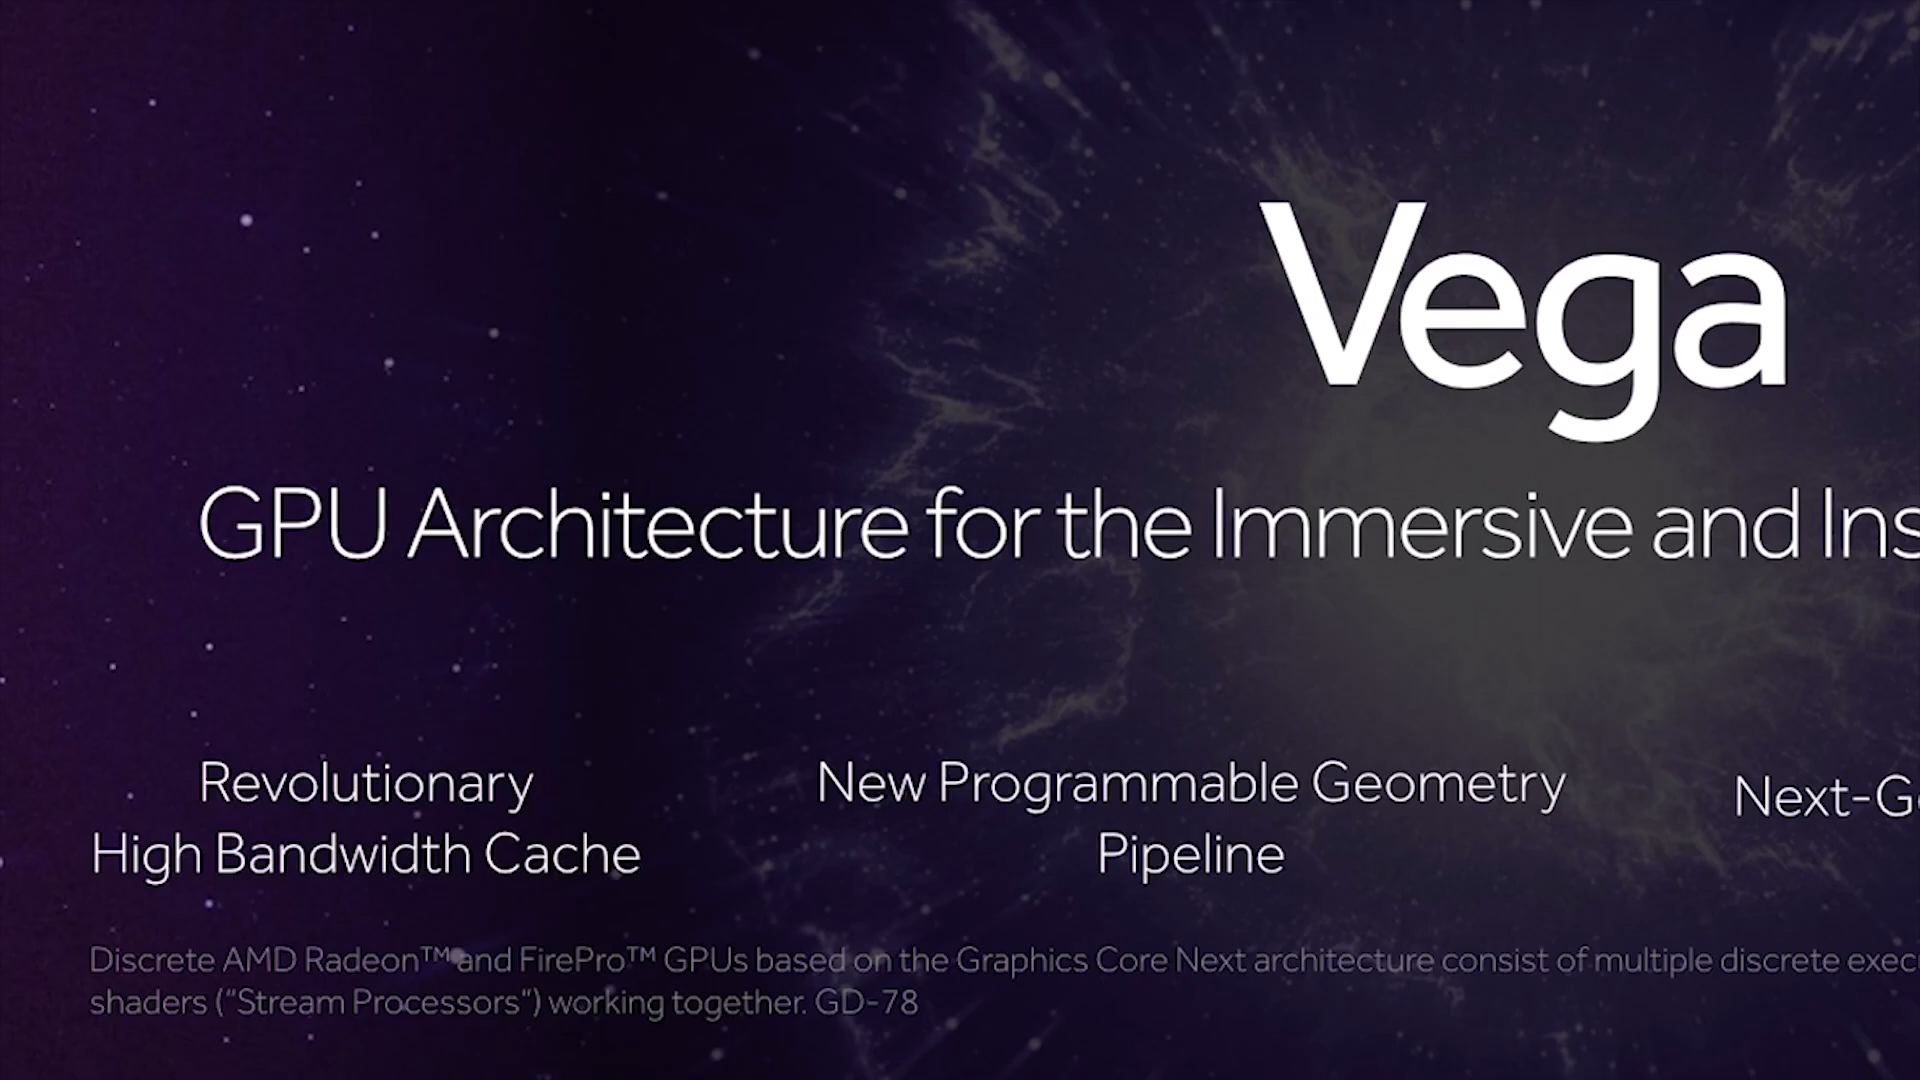 Vega
GPU Architecture for the Immersive and Ins
Revolutionary
High Bandwidth Cache
New Programmable Geometry
Pipeline
Next-G
Discrete AMD Radeon™ and FirePro™ GPUs based on the Graphics Core Next architecture consist of multiple discrete exec
shaders (“Stream Processors”) working together. GD-78